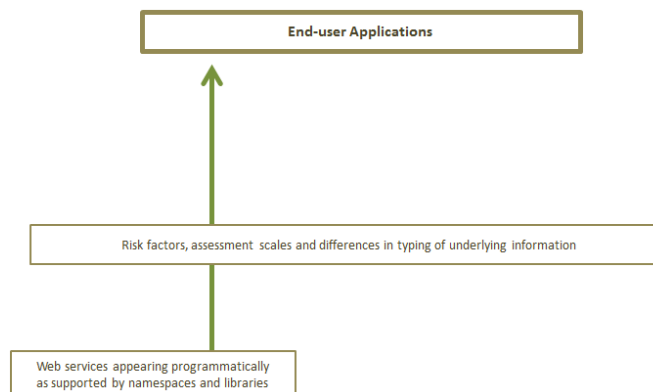 End-user Applications
Risk factors, assessment scales and differences in typing of underlying information
Web services appearing programmatically
as supported by namespaces and libraries